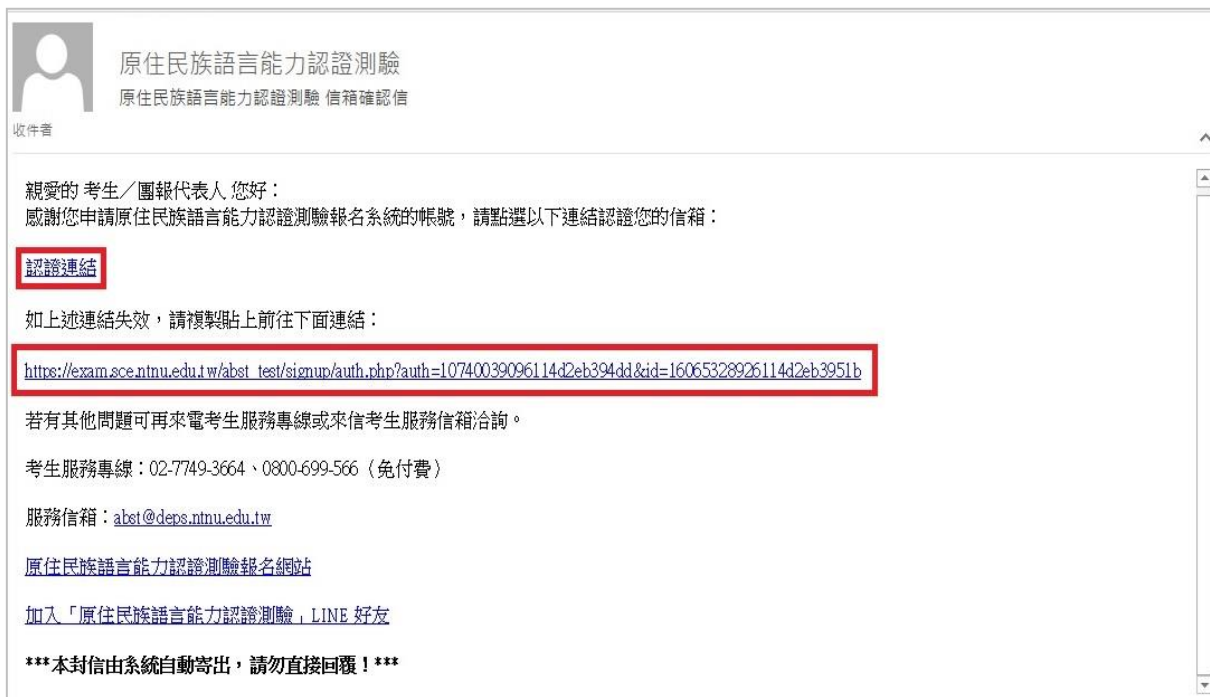 原住民族語言能力認證測驗
原住民族語言能力認證測驗 信箱確認信
收件者
親愛的 考生／團報代表人 您好：
感謝您申請原住民族語言能力認證測驗報名系統的帳號，請點選以下連結認證您的信箱：
認證連結
如上述連結失效，請複製貼上前往下面連結：
https://exam.sce.ntnu.edu.tw/abst_test/signup/auth.php?auth=10740039096114d2eb394dd&id=16065328926114d2eb3951b
若有其他問題可再來電考生服務專線或來信考生服務信箱洽詢。
考生服務專線：02-7749-3664、0800-699-566（免付費）
服務信箱：abst@deps.ntnu.edu.tw
原住民族語言能力認證測驗報名網站
加入「原住民族語言能力認證測驗」LINE 好友
***本封信由系統自動寄出，請勿直接回覆！***